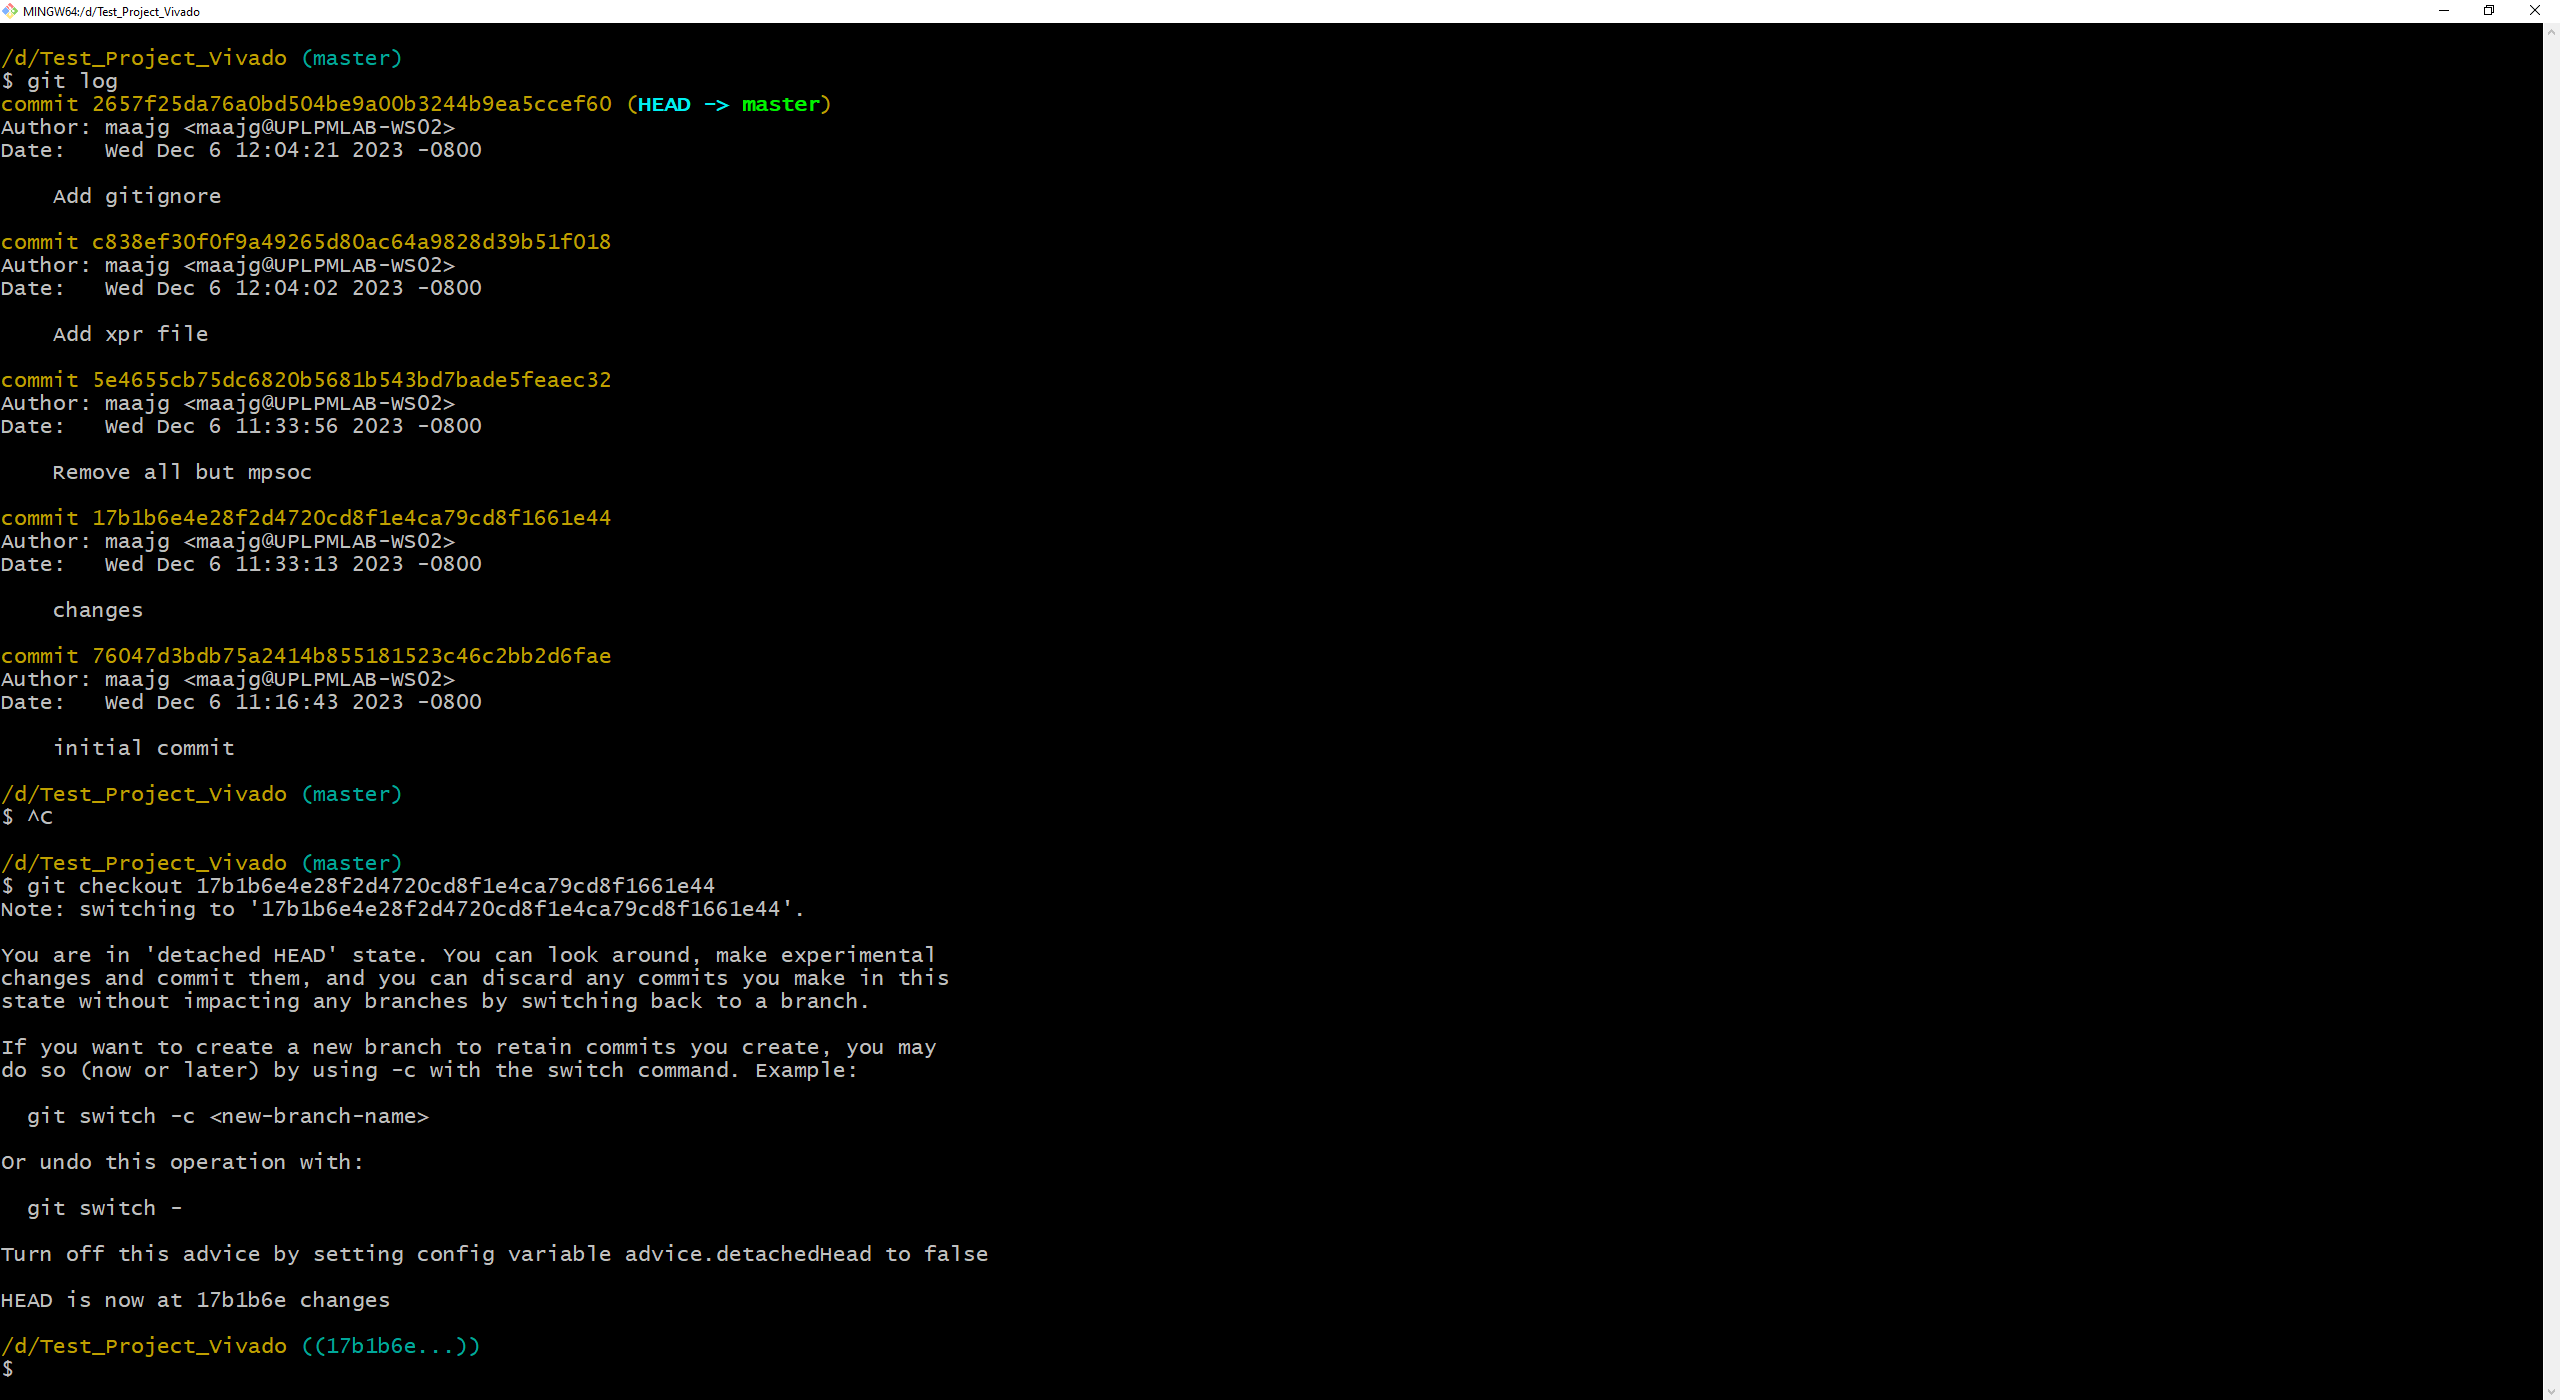 MINGW64:/d/Test_Project_Vivado
/d/Test_Project_Vivado (master)
$ git log
commit 2657f25da76a0bd504be9a00b3244b9ea5ccef60 (HEAD -> master)
Author: maajg <maajg@UPLPMLAB-WS02>
Date:   Wed Dec 6 12:04:21 2023 -0800
    Add gitignore
commit c838ef30f0f9a49265d80ac64a9828d39b51f018
Author: maajg <maajg@UPLPMLAB-WS02>
Date:   Wed Dec 6 12:04:02 2023 -0800
    Add xpr file
commit 5e4655cb75dc6820b5681b543bd7bade5feaec32
Author: maajg <maajg@UPLPMLAB-WS02>
Date:   Wed Dec 6 11:33:56 2023 -0800
    Remove all but mpsoc
commit 17b1b6e4e28f2d4720cd8f1e4ca79cd8f1661e44
Author: maajg <maajg@UPLPMLAB-WS02>
Date:   Wed Dec 6 11:33:13 2023 -0800
    changes
commit 76047d3bdb75a2414b855181523c46c2bb2d6fae
Author: maajg <maajg@UPLPMLAB-WS02>
Date:   Wed Dec 6 11:16:43 2023 -0800
    initial commit
/d/Test_Project_Vivado (master)
$ ^C
/d/Test_Project_Vivado (master)
$ git checkout 17b1b6e4e28f2d4720cd8f1e4ca79cd8f1661e44
Note: switching to '17b1b6e4e28f2d4720cd8f1e4ca79cd8f1661e44'.
You are in 'detached HEAD' state. You can look around, make experimental
changes and commit them, and you can discard any commits you make in this
state without impacting any branches by switching back to a branch.
If you want to create a new branch to retain commits you create, you may
do so (now or later) by using -c with the switch command. Example:
  git switch -c <new-branch-name>
Or undo this operation with:
  git switch -
Turn off this advice by setting config variable advice.detachedHead to false
HEAD is now at 17b1b6e changes
/d/Test_Project_Vivado ((17b1b6e...))
$